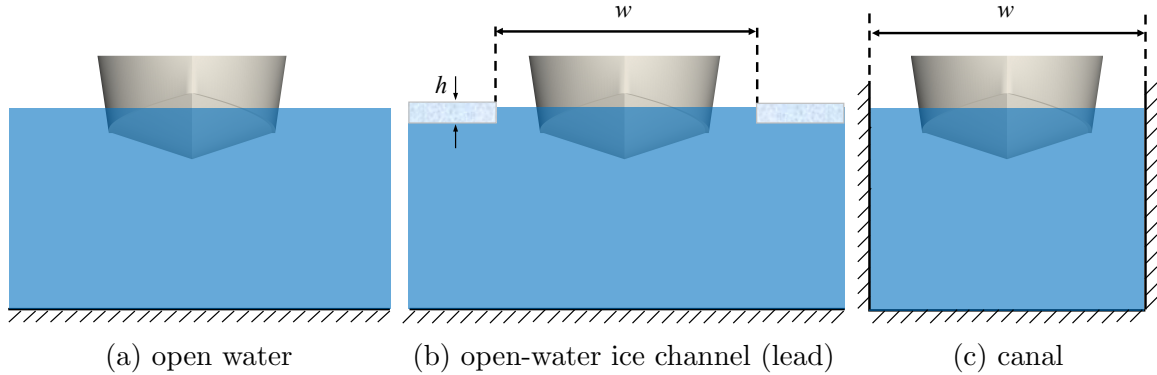 w
w
h
(a) open water
(b) open-water ice channel (lead)
(c) canal